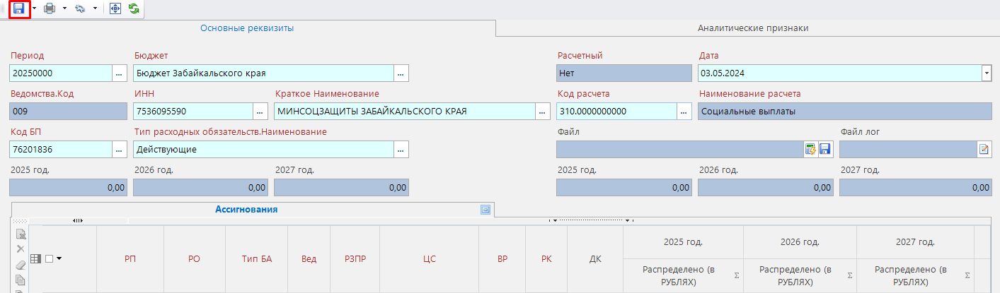 Основные реквизиты Аналитические признаки
Период Бюджет Расчетный Дата
20250000 ... Бюджет Забайкальского края ... Нет 03.05.2024
Ведомства.Код ИНН Краткое Наименование Код расчета Наименование расчета
009 7536095590 ... МИНСОЦЗАЩИТЫ ЗАБАЙКАЛЬСКОГО КРАЯ ... 310.0000000000 ... Социальные выплаты
Код БП Тип расходных обязательств.Наименование Файл Файл лог
76201836 ... Действующие ...
2025 год. 2026 год. 2027 год. 2025 год. 2026 год. 2027 год.
0,00 0,00 0,00 0,00 0,00 0,00
Ассигнования
РП РО Тип БА Вед РЗПР ЦС ВР РК ДК 2025 год. 2026 год. 2027 год.
Распределено (в Σ Распределено (в Σ Распределено (в Σ
РУБЛЯХ) РУБЛЯХ) РУБЛЯХ)